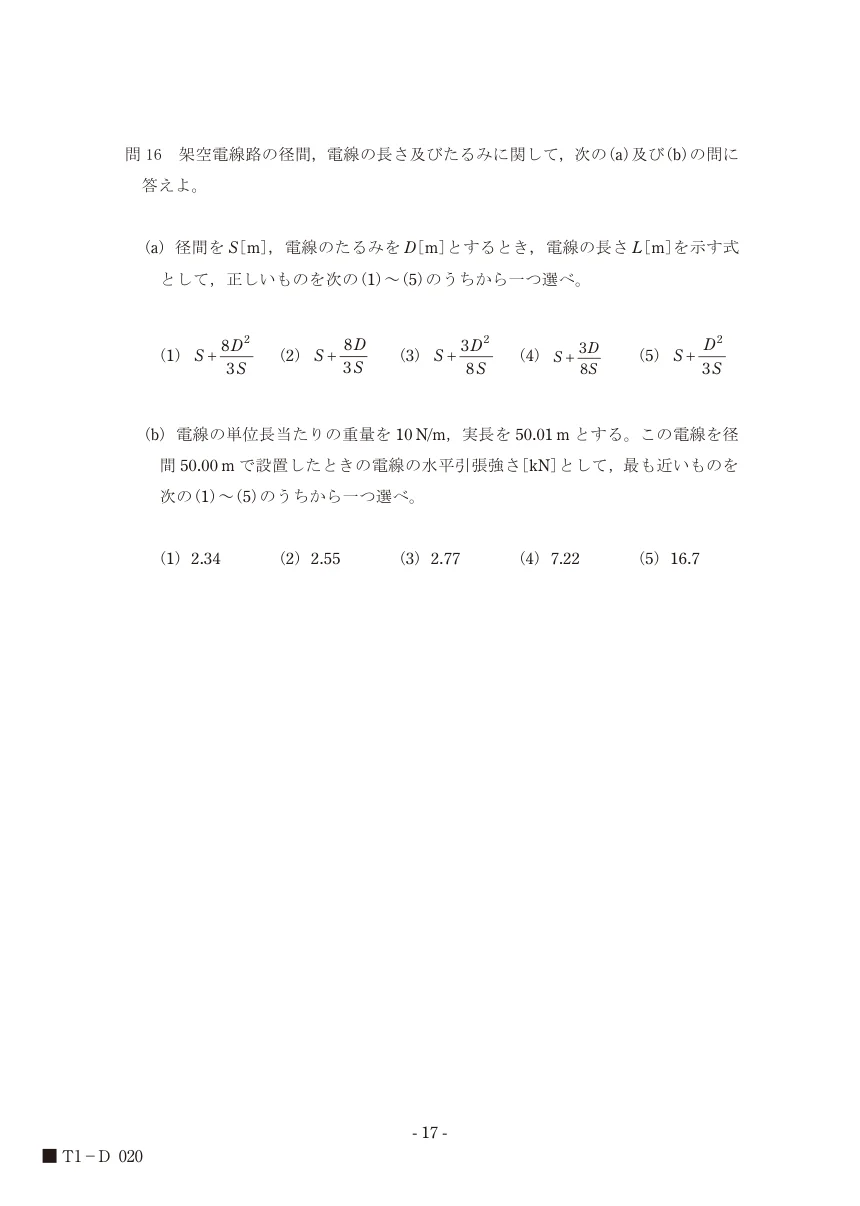 問 16　架空電線路の径間，電線の長さ及びたるみに関して，次の(a)及び(b)の問に
答えよ。
(a) 径間を S[m]，電線のたるみを D[m]とするとき，電線の長さ L[m]を示す式
として，正しいものを次の(1)～(5)のうちから一つ選べ。
(1) S+8D²/3S (2) S+8D/3S (3) S+3D²/8S (4) S+3D/8S (5) S+D²/3S
(b) 電線の単位長当たりの重量を 10 N/m，実長を 50.01 m とする。この電線を径
間 50.00 m で設置したときの電線の水平引張強さ[kN]として，最も近いものを
次の(1)～(5)のうちから一つ選べ。
(1) 2.34 (2) 2.55 (3) 2.77 (4) 7.22 (5) 16.7
- 17 -
■ T1－D 020